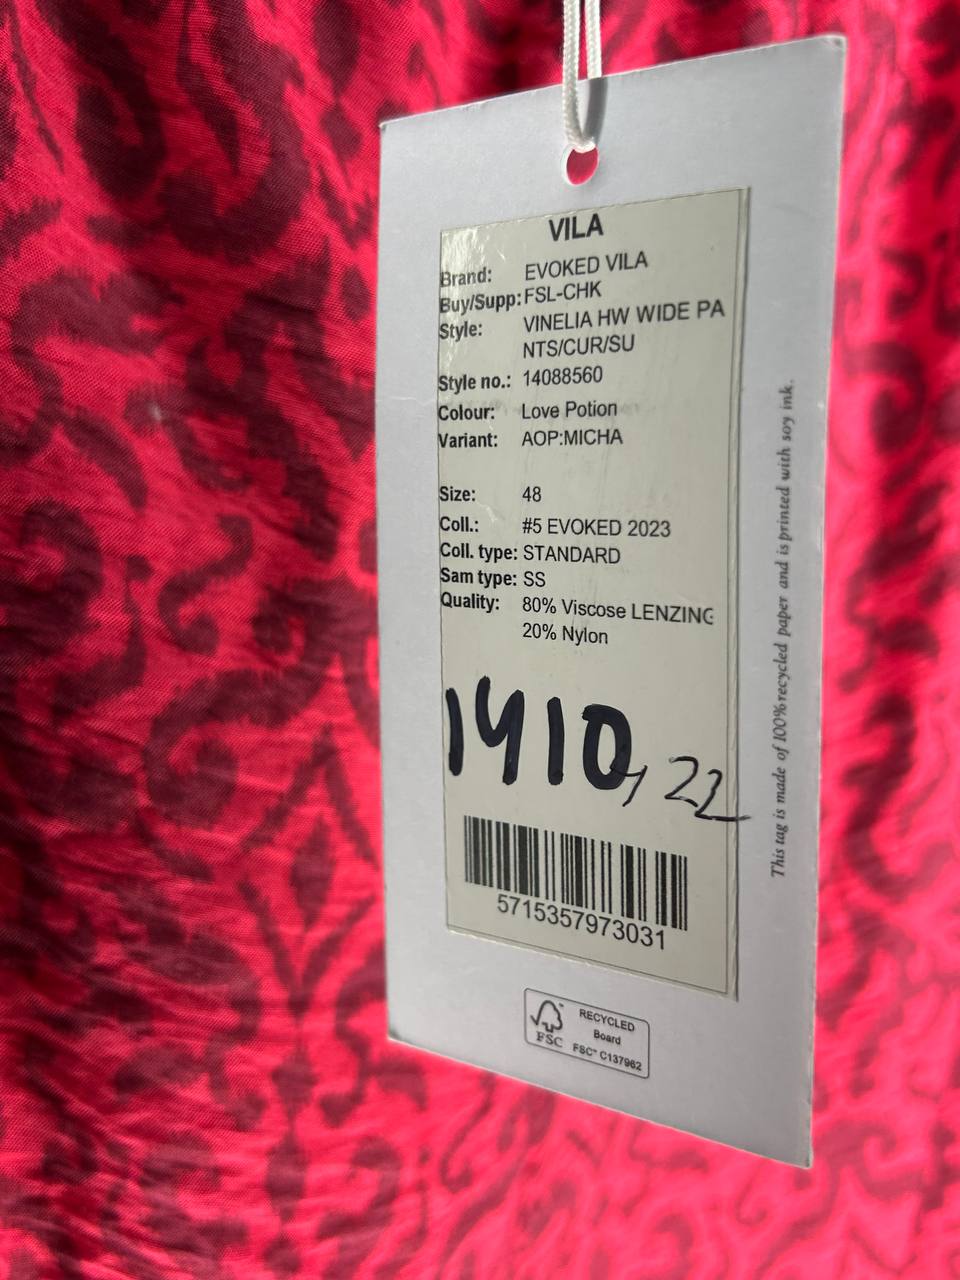 VILA
Brand: EVOKED VILA
Buy/Supp: FSL-CHK
Style: VINELIA HW WIDE PA
NTS/CUR/SU
Style no.: 14088560
Colour: Love Potion
Variant: AOP:MICHA
Size: 48
Coll.: #5 EVOKED 2023
Coll. type: STANDARD
Sam type: SS
Quality: 80% Viscose LENZING
20% Nylon
1410,22
5715357973031
RECYCLED
Board
FSC™ C137962
FSC
This tag is made of 100% recycled paper and is printed with soy ink.